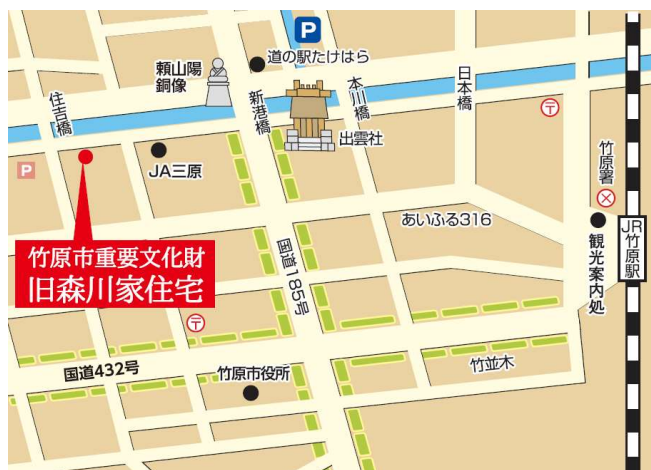 P
道の駅たけはら
頼山陽
銅像
住吉橋
新港橋
本川橋
日本橋
〒
出雲社
竹原署
P
JA三原
あいふる316
JR竹原駅
観光案内処
竹原市重要文化財
旧森川家住宅
国道185号
〒
国道432号
竹原市役所
竹並木